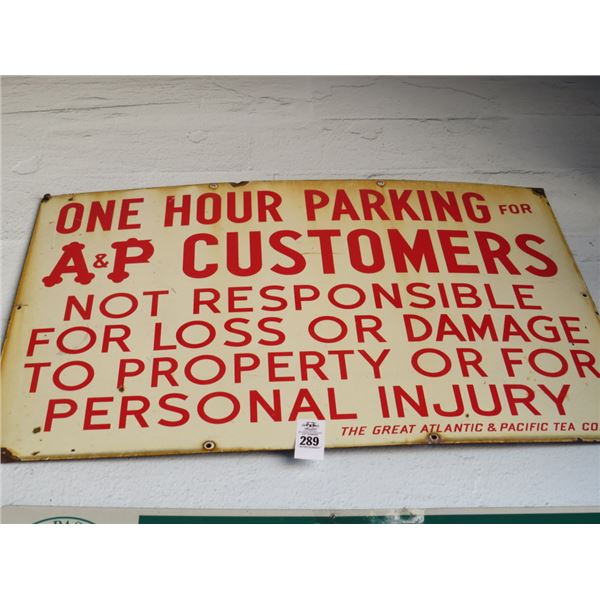 ONE HOUR PARKING FOR
A&P CUSTOMERS
NOT RESPONSIBLE
FOR LOSS OR DAMAGE
TO PROPERTY OR FOR
PERSONAL INJURY
THE GREAT ATLANTIC & PACIFIC TEA CO.
289